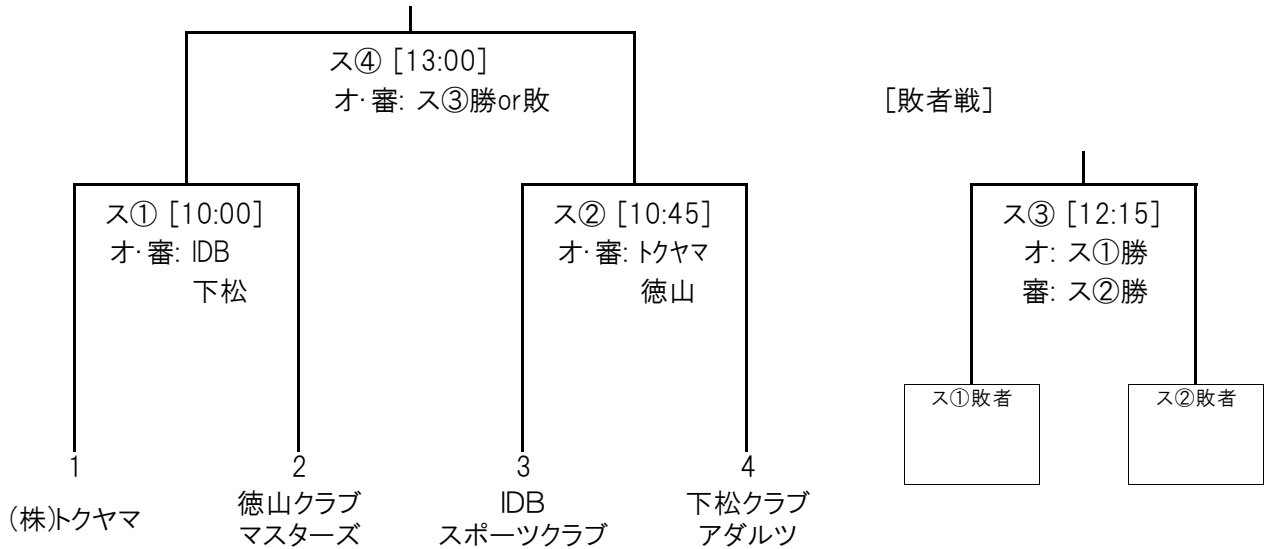 ス④ [13:00]
オ・審: ス③勝or敗
[敗者戦]
ス① [10:00]
オ・審: IDB
下松
ス② [10:45]
オ・審: トクヤマ
徳山
ス③ [12:15]
オ: ス①勝
審: ス②勝
ス①敗者
ス②敗者
1
2
3
4
(株)トクヤマ
徳山クラブ
マスターズ
IDB
スポーツクラブ
下松クラブ
アダルツ